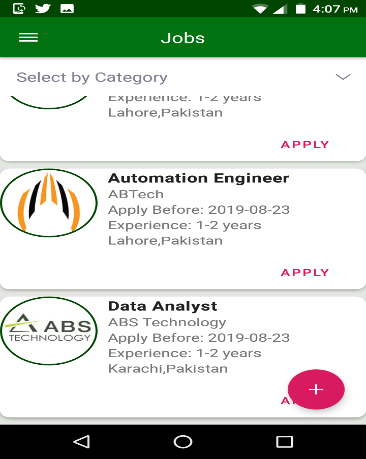 4:07 PM
Jobs
Select by Category
Experience: 1-2 years
Lahore,Pakistan
APPLY
Automation Engineer
ABTech
Apply Before: 2019-08-23
Experience: 1-2 years
Lahore,Pakistan
APPLY
ABS
TECHNOLOGY
Data Analyst
ABS Technology
Apply Before: 2019-08-23
Experience: 1-2 years
Karachi,Pakistan